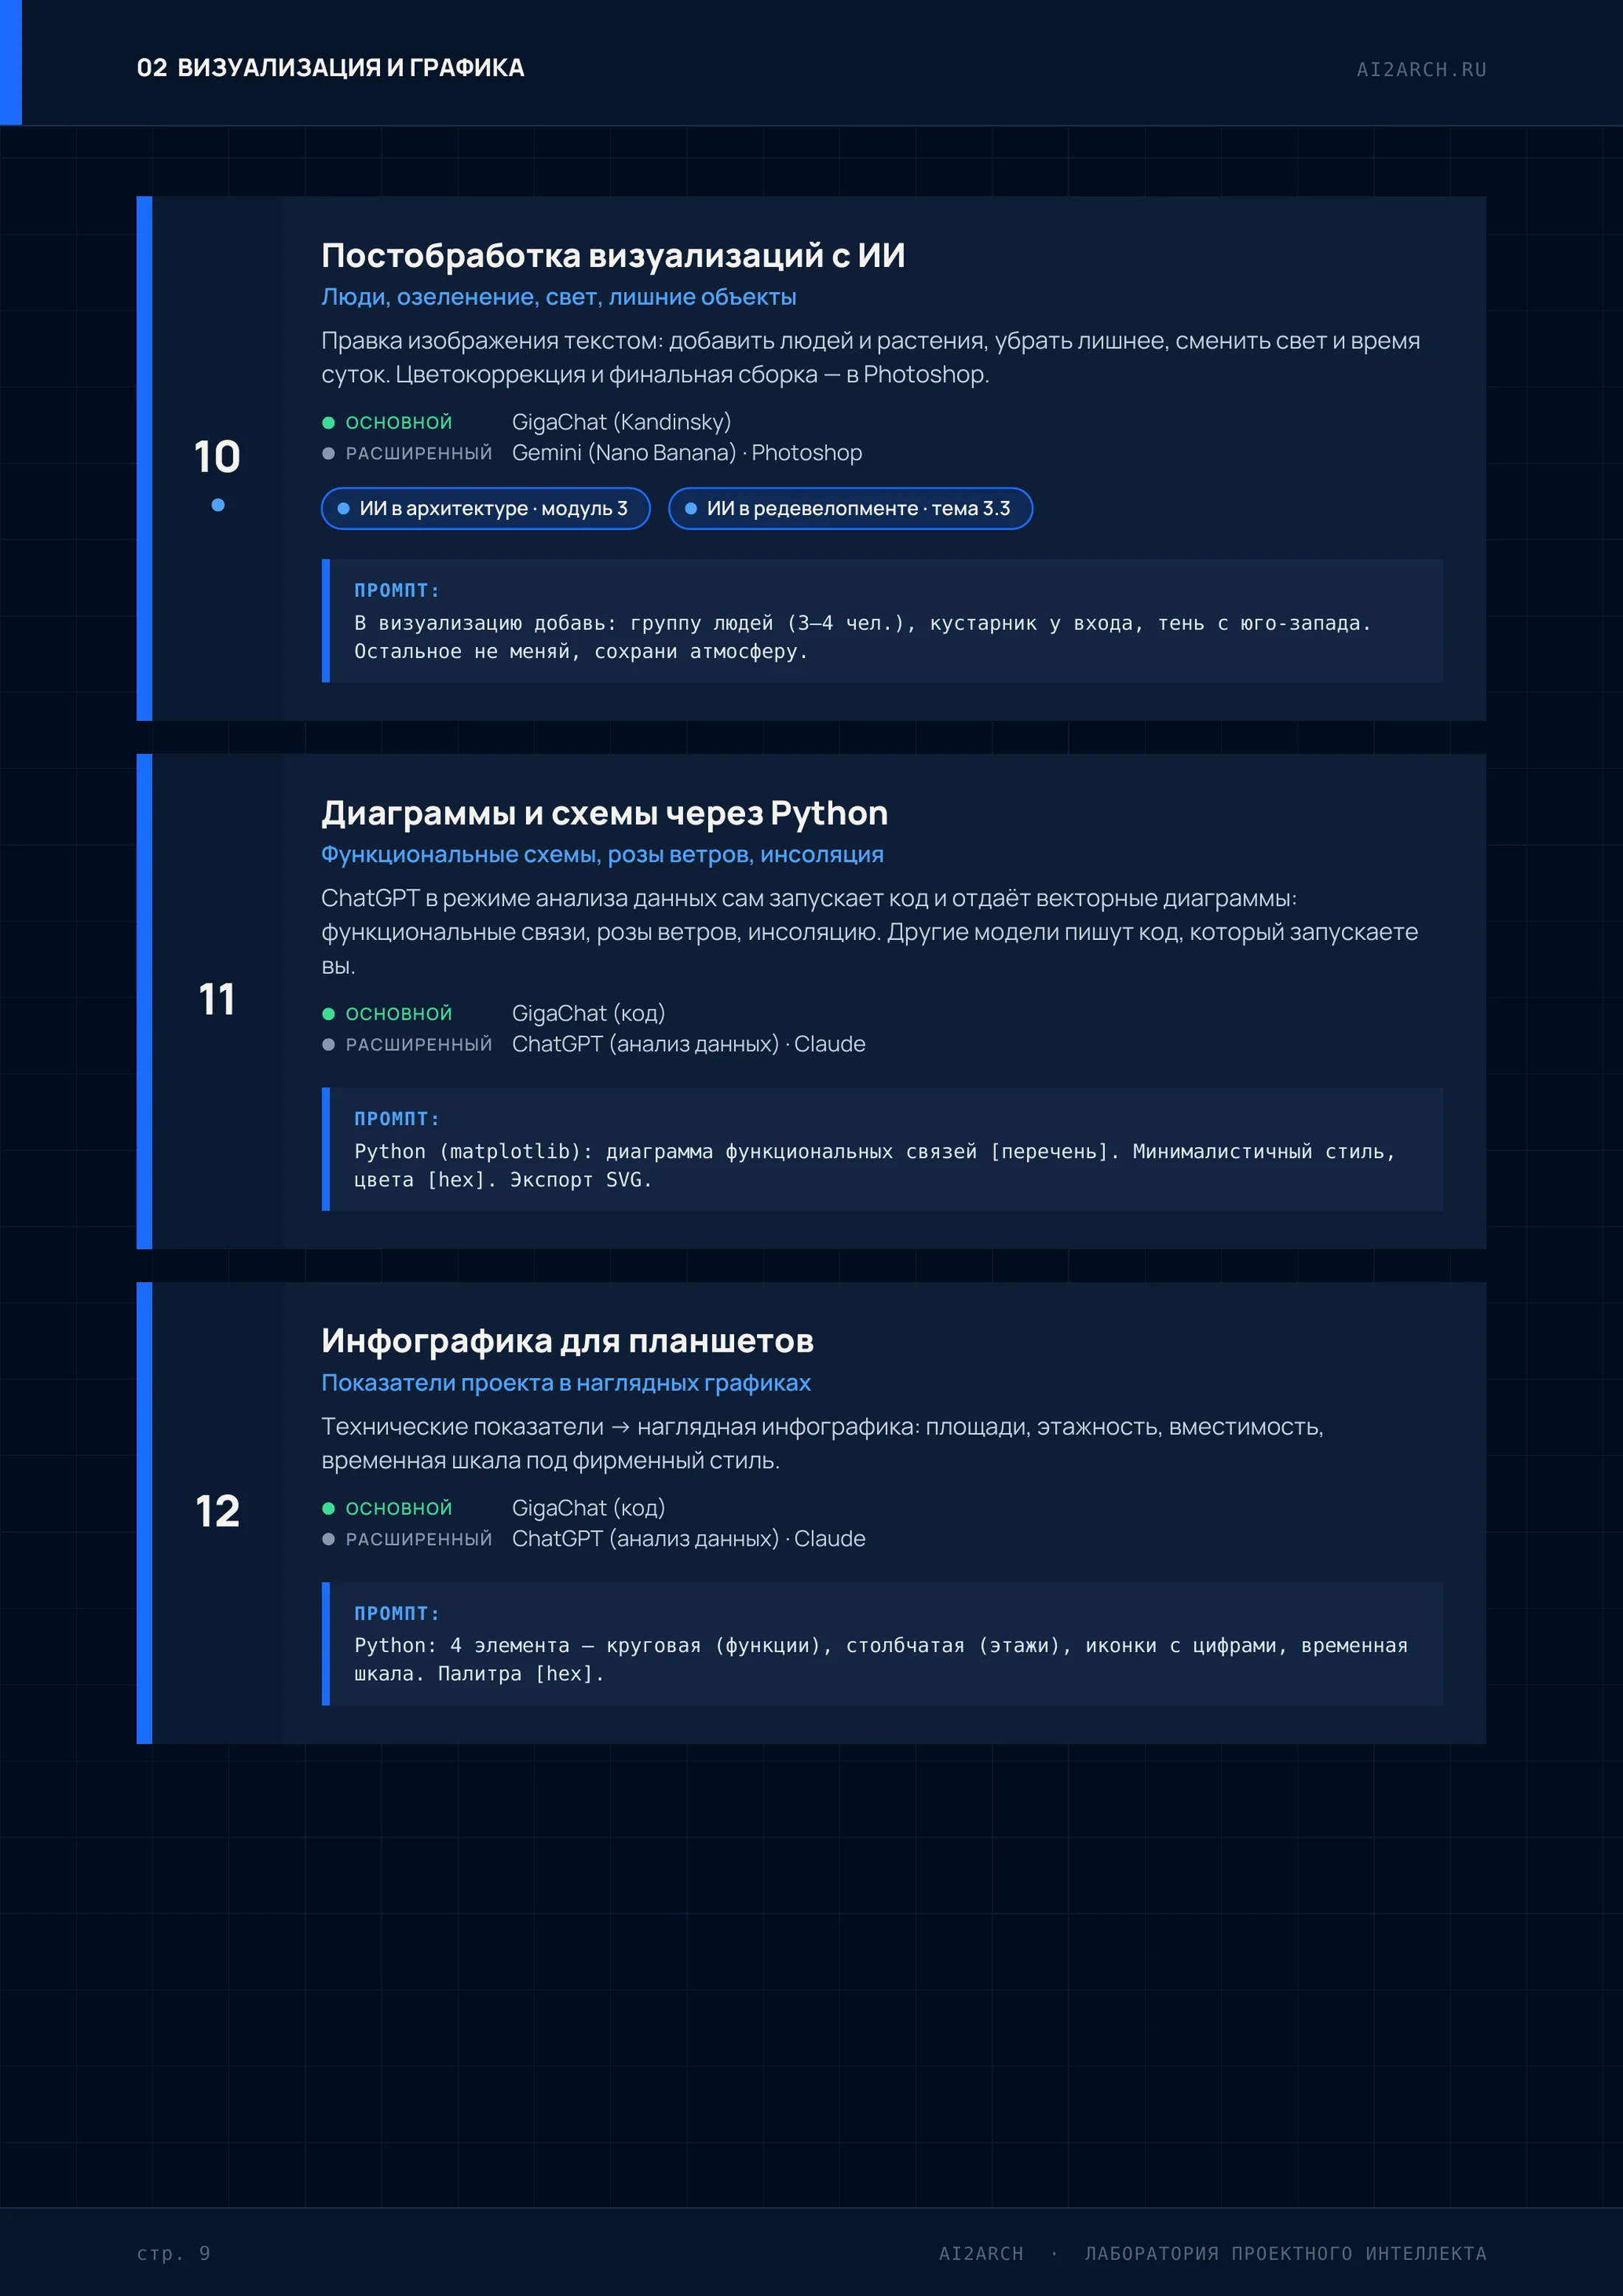 02 ВИЗУАЛИЗАЦИЯ И ГРАФИКА
AI2ARCH.RU
10
Постобработка визуализаций с ИИ
Люди, озеленение, свет, лишние объекты
Правка изображения текстом: добавить людей и растения, убрать лишнее, сменить свет и время
суток. Цветокоррекция и финальная сборка — в Photoshop.
ОСНОВНОЙ GigaChat (Kandinsky)
РАСШИРЕННЫЙ Gemini (Nano Banana) · Photoshop
ИИ в архитектуре · модуль 3
ИИ в редевелопменте · тема 3.3
ПРОМПТ:
В визуализацию добавь: группу людей (3–4 чел.), кустарник у входа, тень с юго-запада.
Остальное не меняй, сохрани атмосферу.
11
Диаграммы и схемы через Python
Функциональные схемы, розы ветров, инсоляция
ChatGPT в режиме анализа данных сам запускает код и отдаёт векторные диаграммы:
функциональные связи, розы ветров, инсоляцию. Другие модели пишут код, который запускаете
вы.
ОСНОВНОЙ GigaChat (код)
РАСШИРЕННЫЙ ChatGPT (анализ данных) · Claude
ПРОМПТ:
Python (matplotlib): диаграмма функциональных связей [перечень]. Минималистичный стиль,
цвета [hex]. Экспорт SVG.
12
Инфографика для планшетов
Показатели проекта в наглядных графиках
Технические показатели → наглядная инфографика: площади, этажность, вместимость,
временная шкала под фирменный стиль.
ОСНОВНОЙ GigaChat (код)
РАСШИРЕННЫЙ ChatGPT (анализ данных) · Claude
ПРОМПТ:
Python: 4 элемента — круговая (функции), столбчатая (этажи), иконки с цифрами, временная
шкала. Палитра [hex].
стр. 9
AI2ARCH · ЛАБОРАТОРИЯ ПРОЕКТНОГО ИНТЕЛЛЕКТА